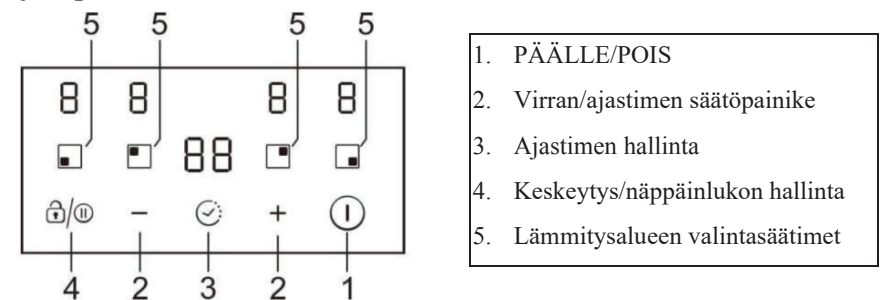 5 5 5 5
8 8 8 8
88
− +
4 2 3 2 1
1. PÄÄLLE/POIS
2. Virran/ajastimen säätöpainike
3. Ajastimen hallinta
4. Keskeytys/näppäinlukon hallinta
5. Lämmitysalueen valintasäätimet